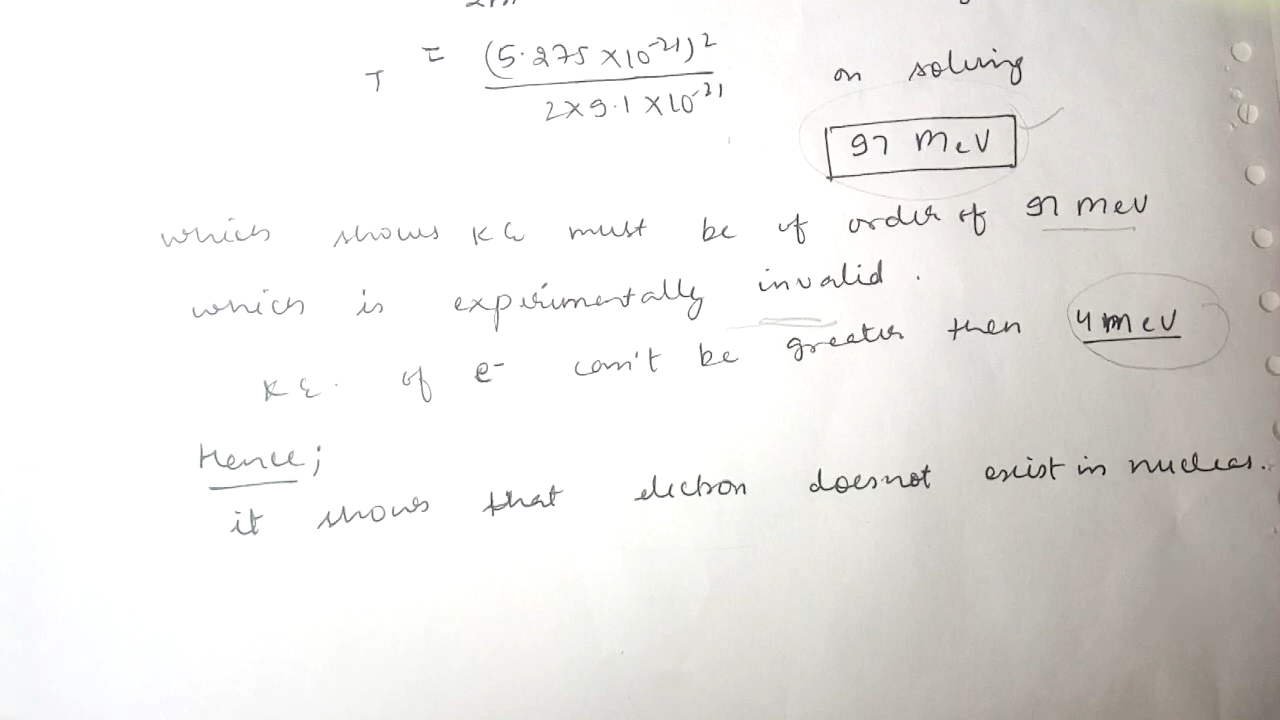 T = (5.275 × 10⁻²¹)² / 2×9.1 × 10⁻²¹ on solving
97 MeV
which shows KE must be of order of 97 MeV
which is experimentally invalid.
KE. of e⁻ can't be greater then 4 MeV
Hence;
it shows that electron doesnot exist in nucleas.